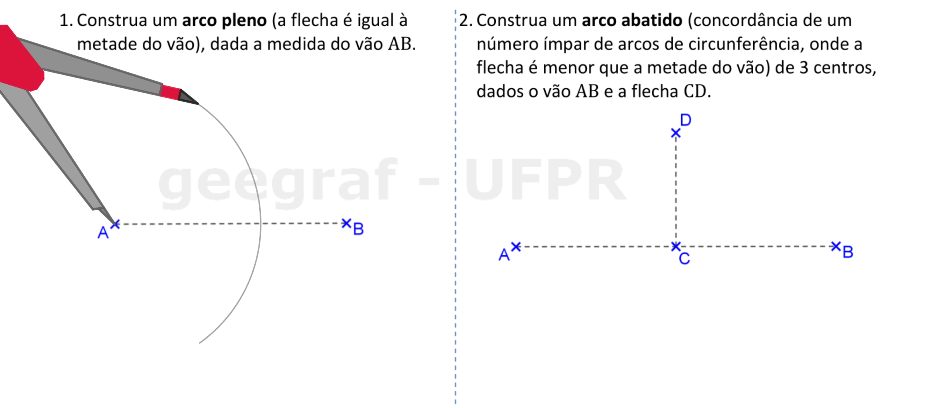 1. Construa um arco pleno (a flecha é igual à
metade do vão), dada a medida do vão AB.
2. Construa um arco abatido (concordância de um
número ímpar de arcos de circunferência, onde a
flecha é menor que a metade do vão) de 3 centros,
dados o vão AB e a flecha CD.
geegraf - UFPR
A
B
D
A
C
B